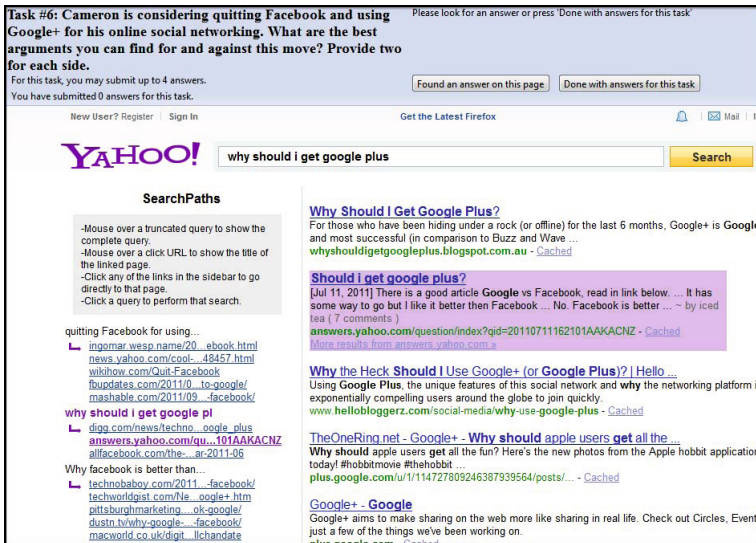 Task #6: Cameron is considering quitting Facebook and using
Google+ for his online social networking. What are the best
arguments you can find for and against this move? Provide two
for each side.
For this task, you may submit up to 4 answers.
You have submitted 0 answers for this task.
Please look for an answer or press 'Done with answers for this task'
Found an answer on this page
Done with answers for this task
New User? Register
Sign In
Get the Latest Firefox
Mail
YAHOO!
why should i get google plus
Search
SearchPaths
-Mouse over a truncated query to show the
complete query.
-Mouse over a click URL to show the title of
the linked page.
-Click any of the links in the sidebar to go
directly to that page.
-Click a query to perform that search.
quitting Facebook for using...
ingomar.wesp.name/20...ebook.html
news.yahoo.com/cool-...48457.html
wikihow.com/Quit-Facebook
fbupdates.com/2011/0...to-google/
mashable.com/2011/09...-facebook/
why should i get google pl
digg.com/news/techno...oogle_plus
answers.yahoo.com/qu...101AAKACNZ
allfacebook.com/the-...ar-2011-06
Why facebook is better than...
technobaboy.com/2011...-facebook/
techworldgist.com/Ne...oogle+.htm
pittsburghmarketing....ok-google/
dustn.tv/why-google-...-facebook/
macworld.co.uk/digit...llchandate
Why Should I Get Google Plus?
For those who have been hiding under a rock (or offline) for the last 6 months, Google+ is Google
and most successful (in comparison to Buzz and Wave ...
whyshouldigetgoogleplus.blogspot.com.au - Cached
Should i get google plus?
[Jul 11, 2011] There is a good article Google vs Facebook, read in link below. ... It has
some way to go but I like it better then Facebook ... No. Facebook is better ... ~ by iced
tea ( 7 comments )
answers.yahoo.com/question/index?qid=20110711162101AAKACNZ - Cached
More results from answers.yahoo.com »
Why the Heck Should I Use Google+ (or Google Plus)? | Hello ...
Using Google Plus, the unique features of this social network and why the networking platform i
exponentially compelling users around the globe to join quickly.
www.hellobloggerz.com/social-media/why-use-google-plus - Cached
TheOneRing.net - Google+ - Why should apple users get all the ...
Why should apple users get all the fun? Here's the new photos from the Apple hobbit application
today! #hobbitmovie #thehobbit ...
plus.google.com/u/1/114727809246387939564/posts/... - Cached
Google+ - Google
Google+ aims to make sharing on the web more like sharing in real life. Check out Circles, Event
just a few of the things we've been working on.
plus.google.com - Cached